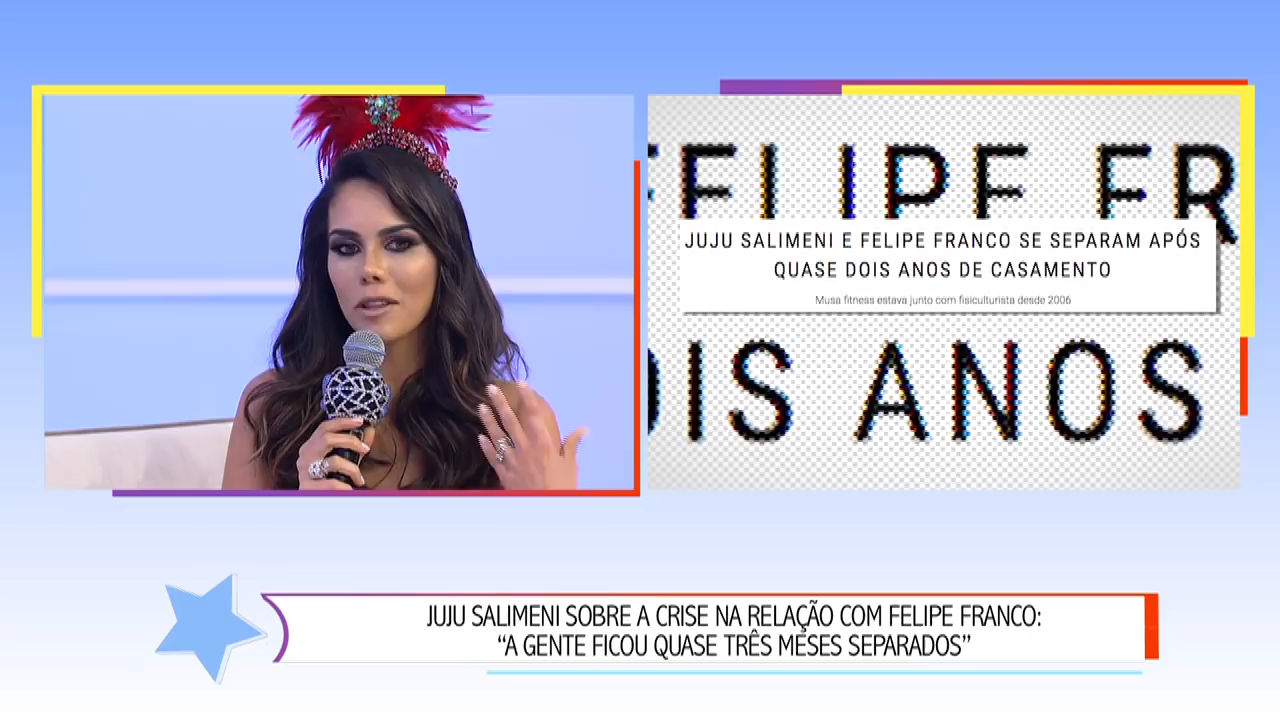 FELIPE FR
JUJU SALIMENI E FELIPE FRANCO SE SEPARAM APÓS
QUASE DOIS ANOS DE CASAMENTO
Musa fitness estava junto com fisiculturista desde 2006
OIS ANOS
JUJU SALIMENI SOBRE A CRISE NA RELAÇÃO COM FELIPE FRANCO:
“A GENTE FICOU QUASE TRÊS MESES SEPARADOS”